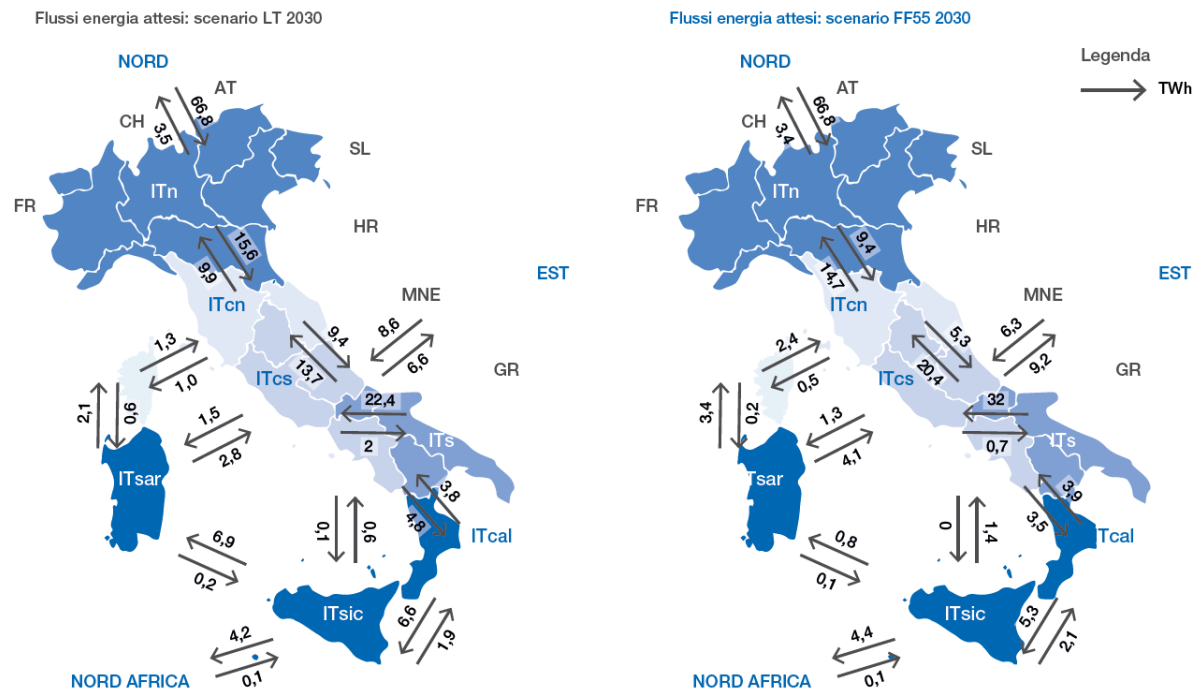 Flussi energia attesi: scenario LT 2030
NORD
AT
66,8
CH
3,5
SL
ITn
FR
HR
15,6
9,9
EST
ITcn
MNE
8,6
9,4
6,6
1,3
13,7
1,0
ITcs
GR
2,1
0,6
22,4
1,5
ITs
2
2,8
ITsar
3,8
4,8
0,1
0,6
ITcal
6,9
0,2
ITsic
6,6
1,9
4,2
0,1
NORD AFRICA
Flussi energia attesi: scenario FF55 2030
NORD
Legenda
TWh
AT
66,8
CH
3,4
SL
ITn
FR
HR
9,4
14,7
EST
ITcn
MNE
6,3
5,3
9,2
2,4
20,4
0,5
ITcs
GR
3,4
0,2
32
1,3
ITs
0,7
4,1
Tsar
3,9
3,5
0
1,4
Tcal
0,8
0,1
ITsic
5,3
2,1
4,4
0,1
NORD AFRICA